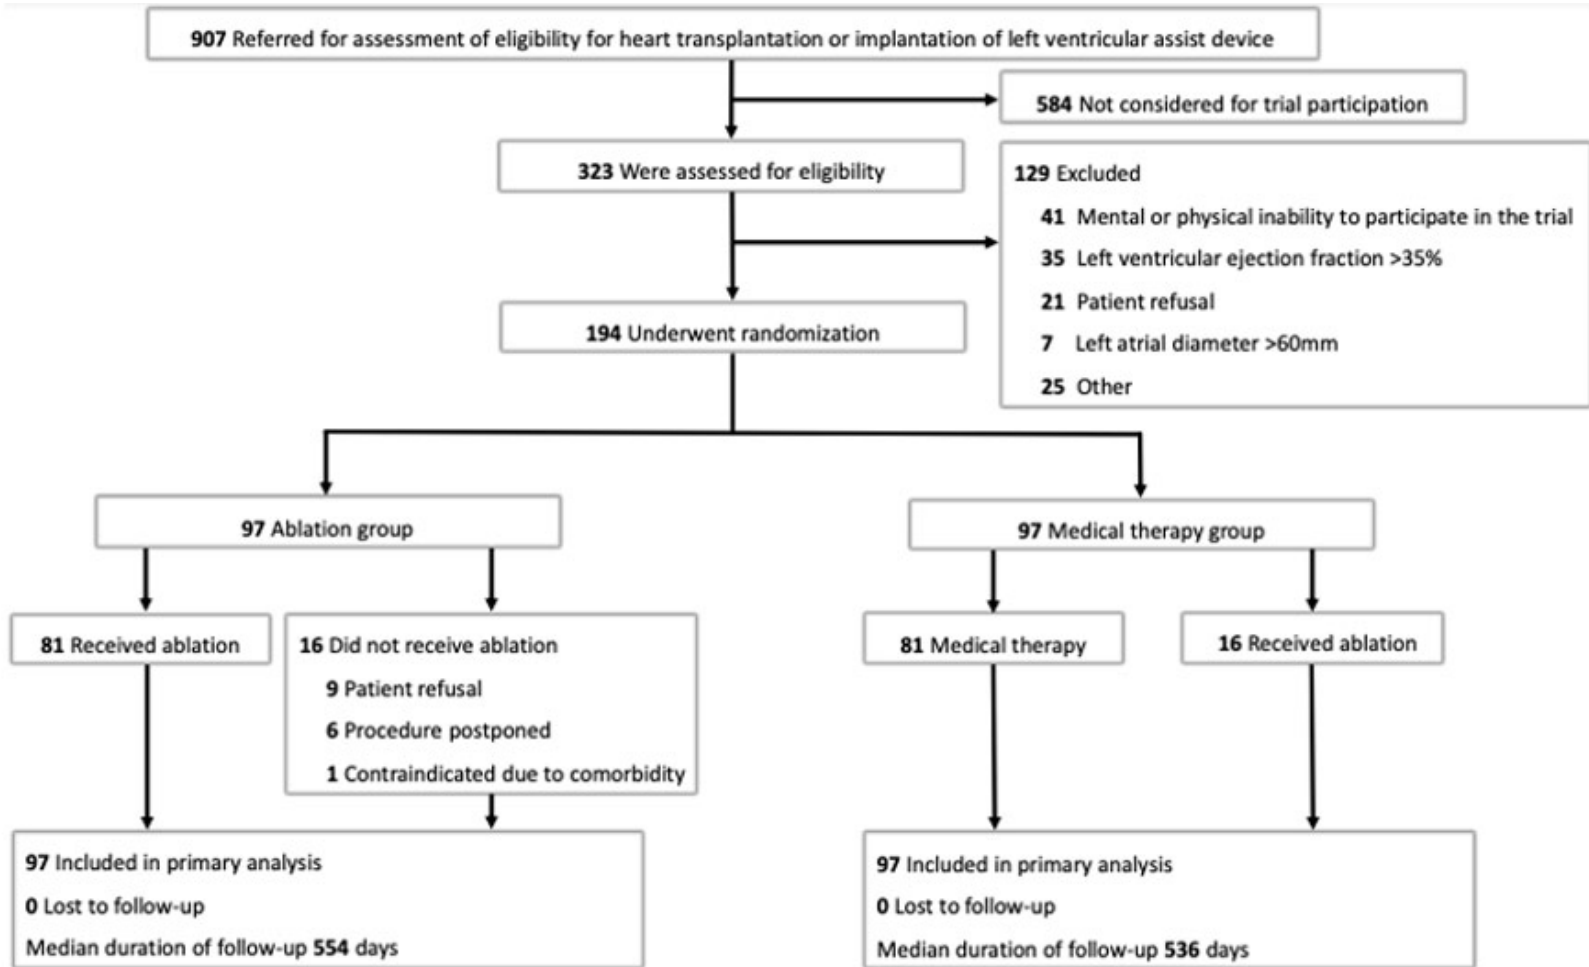 907 Referred for assessment of eligibility for heart transplantation or implantation of left ventricular assist device
584 Not considered for trial participation
323 Were assessed for eligibility
129 Excluded
41 Mental or physical inability to participate in the trial
35 Left ventricular ejection fraction >35%
21 Patient refusal
7 Left atrial diameter >60mm
25 Other
194 Underwent randomization
97 Ablation group
97 Medical therapy group
81 Received ablation
16 Did not receive ablation
9 Patient refusal
6 Procedure postponed
1 Contraindicated due to comorbidity
81 Medical therapy
16 Received ablation
97 Included in primary analysis
0 Lost to follow-up
Median duration of follow-up 554 days
97 Included in primary analysis
0 Lost to follow-up
Median duration of follow-up 536 days